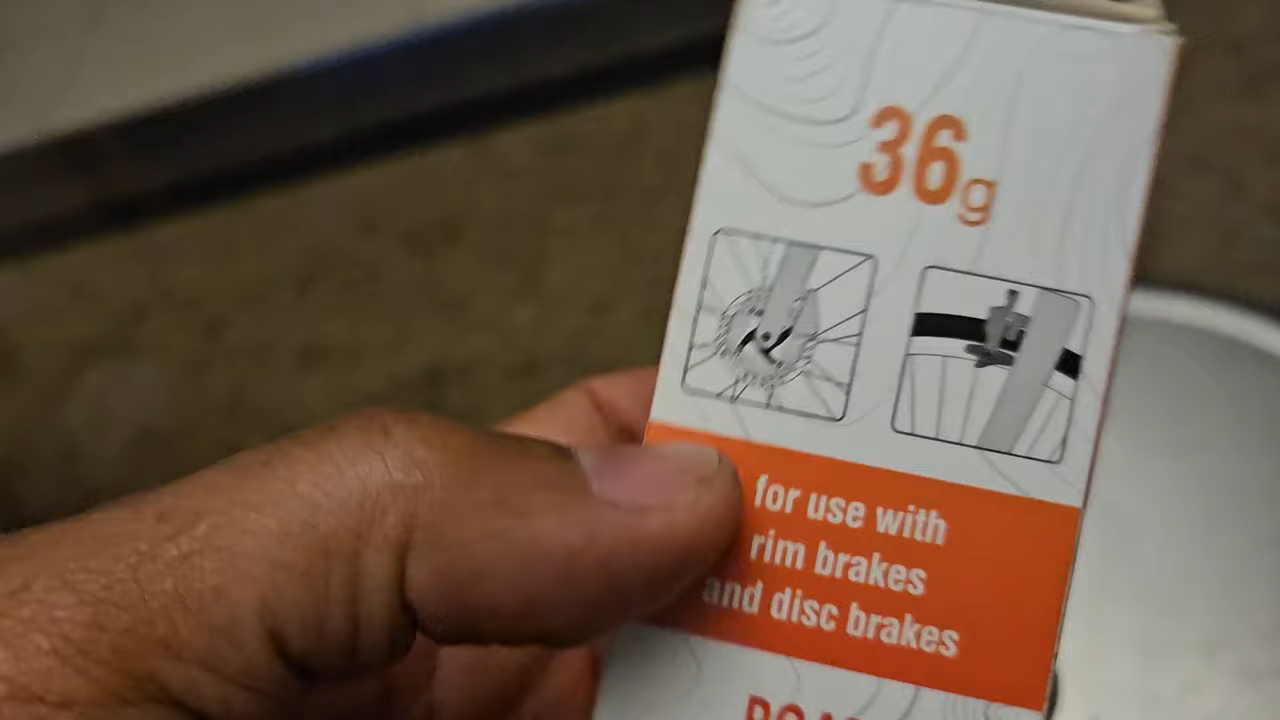 36g
for use with
rim brakes
and disc brakes